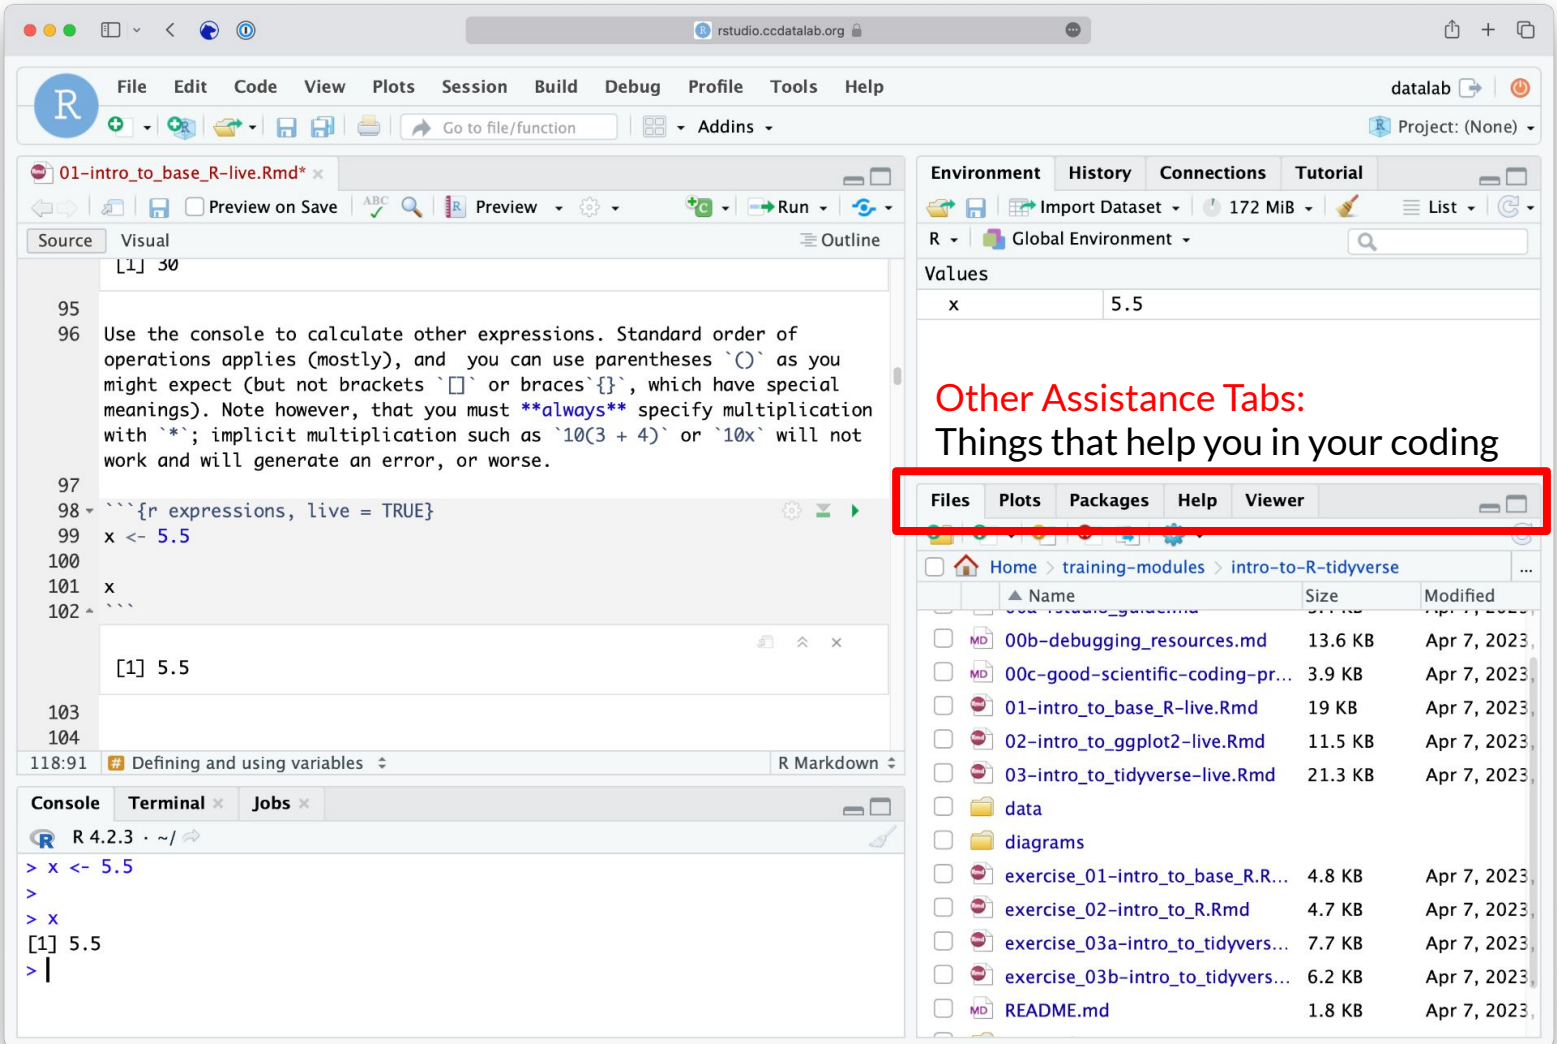 rstudio.ccdatalab.org
File Edit Code View Plots Session Build Debug Profile Tools Help
datalab
Go to file/function
Addins
Project: (None)
01-intro_to_base_R-live.Rmd*
Preview on Save
ABC
Preview
Run
Source Visual
Outline
[1] 30
95
96 Use the console to calculate other expressions. Standard order of
operations applies (mostly), and  you can use parentheses `()` as you
might expect (but not brackets `[]` or braces`{}`, which have special
meanings). Note however, that you must **always** specify multiplication
with `*`; implicit multiplication such as `10(3 + 4)` or `10x` will not
work and will generate an error, or worse.
97
98 ```{r expressions, live = TRUE}
99 x <- 5.5
100
101 x
102 ```
[1] 5.5
103
104
118:91 # Defining and using variables
R Markdown
Console Terminal Jobs
R 4.2.3 · ~/
> x <- 5.5
>
> x
[1] 5.5
>
Environment History Connections Tutorial
Import Dataset 172 MiB List
R Global Environment
Values
x 5.5
Other Assistance Tabs:
Things that help you in your coding
Files Plots Packages Help Viewer
Home > training-modules > intro-to-R-tidyverse ...
Name Size Modified
MD 00b-debugging_resources.md 13.6 KB Apr 7, 2023,
MD 00c-good-scientific-coding-pr... 3.9 KB Apr 7, 2023,
01-intro_to_base_R-live.Rmd 19 KB Apr 7, 2023,
02-intro_to_ggplot2-live.Rmd 11.5 KB Apr 7, 2023,
03-intro_to_tidyverse-live.Rmd 21.3 KB Apr 7, 2023,
data
diagrams
exercise_01-intro_to_base_R.R... 4.8 KB Apr 7, 2023,
exercise_02-intro_to_R.Rmd 4.7 KB Apr 7, 2023,
exercise_03a-intro_to_tidyvers... 7.7 KB Apr 7, 2023,
exercise_03b-intro_to_tidyvers... 6.2 KB Apr 7, 2023,
MD README.md 1.8 KB Apr 7, 2023,